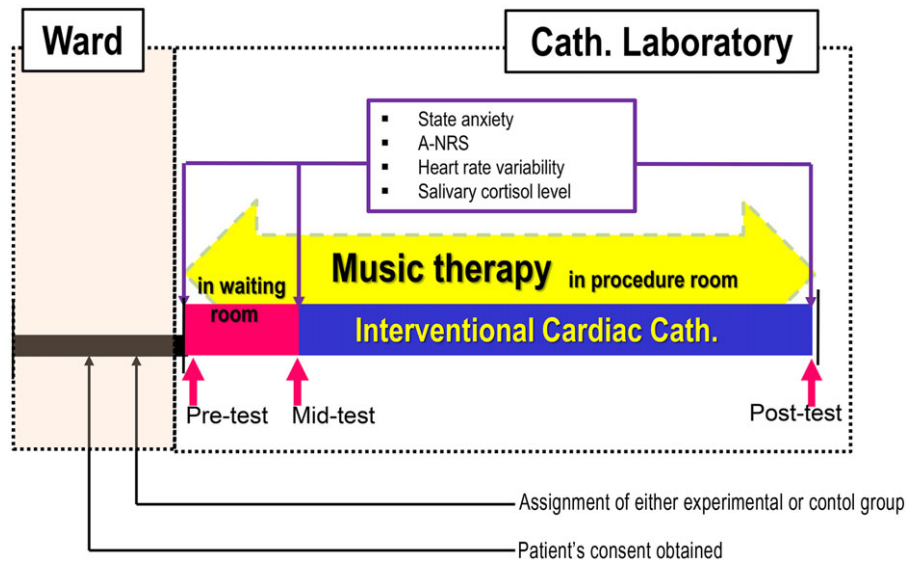 Ward
Cath. Laboratory
▪ State anxiety
▪ A-NRS
▪ Heart rate variability
▪ Salivary cortisol level
Music therapy in procedure room
in waiting
room
Interventional Cardiac Cath.
Pre-test
Mid-test
Post-test
Assignment of either experimental or contol group
Patient's consent obtained